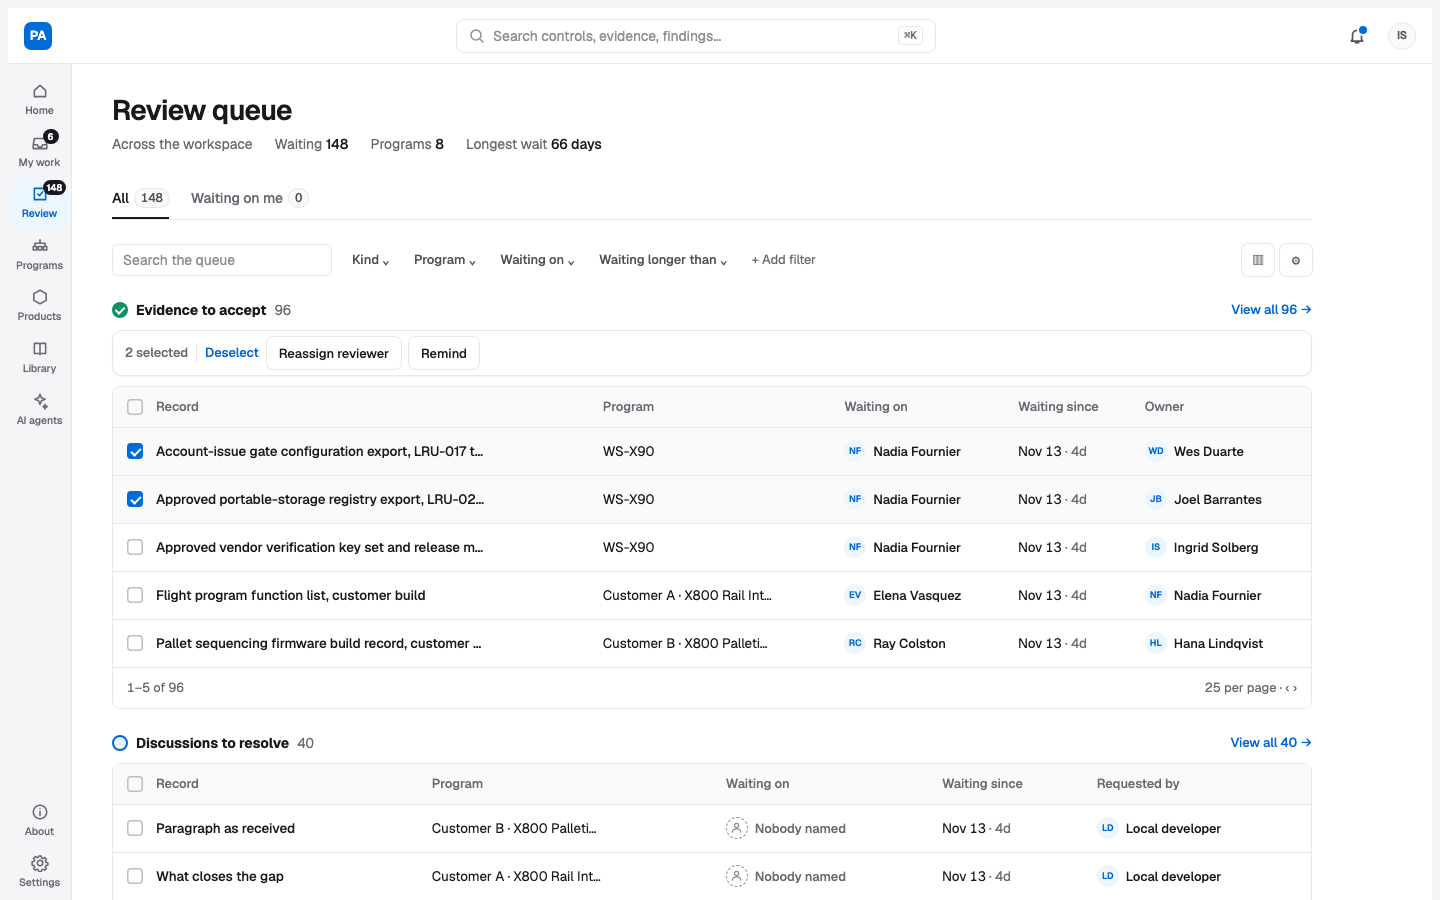 PA
Search controls, evidence, findings...
⌘K
IS
Home
6
My work
148
Review
Programs
Products
Library
AI agents
About
Settings
Review queue
Across the workspace Waiting 148 Programs 8 Longest wait 66 days
All 148 Waiting on me 0
Search the queue Kind Program Waiting on Waiting longer than + Add filter
Evidence to accept 96 View all 96 →
2 selected Deselect Reassign reviewer Remind
Record Program Waiting on Waiting since Owner
Account-issue gate configuration export, LRU-017 t... WS-X90 NF Nadia Fournier Nov 13 · 4d WD Wes Duarte
Approved portable-storage registry export, LRU-02... WS-X90 NF Nadia Fournier Nov 13 · 4d JB Joel Barrantes
Approved vendor verification key set and release m... WS-X90 NF Nadia Fournier Nov 13 · 4d IS Ingrid Solberg
Flight program function list, customer build Customer A · X800 Rail Int... EV Elena Vasquez Nov 13 · 4d NF Nadia Fournier
Pallet sequencing firmware build record, customer ... Customer B · X800 Palleti... RC Ray Colston Nov 13 · 4d HL Hana Lindqvist
1–5 of 96 25 per page · ‹ ›
Discussions to resolve 40 View all 40 →
Record Program Waiting on Waiting since Requested by
Paragraph as received Customer B · X800 Palleti... Nobody named Nov 13 · 4d LD Local developer
What closes the gap Customer A · X800 Rail Int... Nobody named Nov 13 · 4d LD Local developer